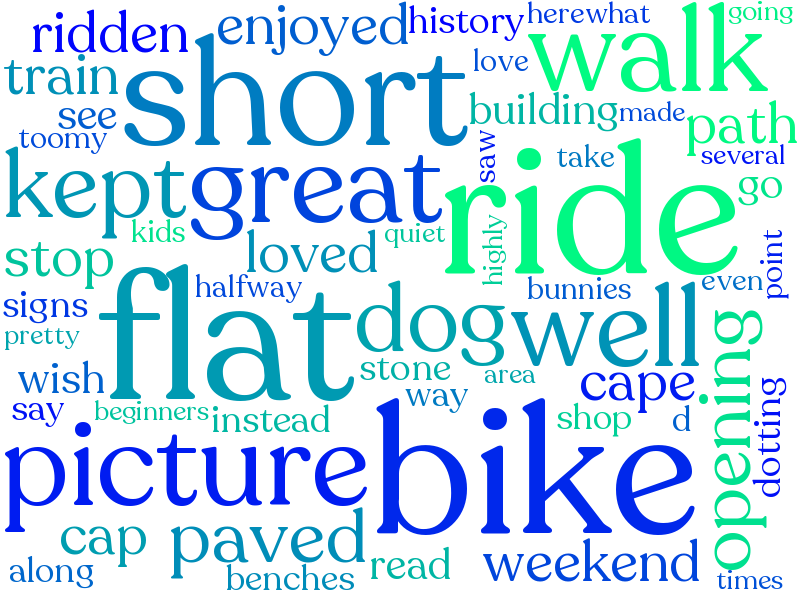 ridden
enjoyed
history
herewhat
going
train
short
love
walk
see
building
made
path
toomy
saw
take
several
kept
great
ride
go
kids
loved
quiet
highly
stop
point
signs
halfway
bunnies
even
pretty
flat
dog
well
opening
wish
stone
area
cape
say
beginners
instead
way
shop
d
dotting
picture
bike
cap
paved
read
weekend
along
benches
times